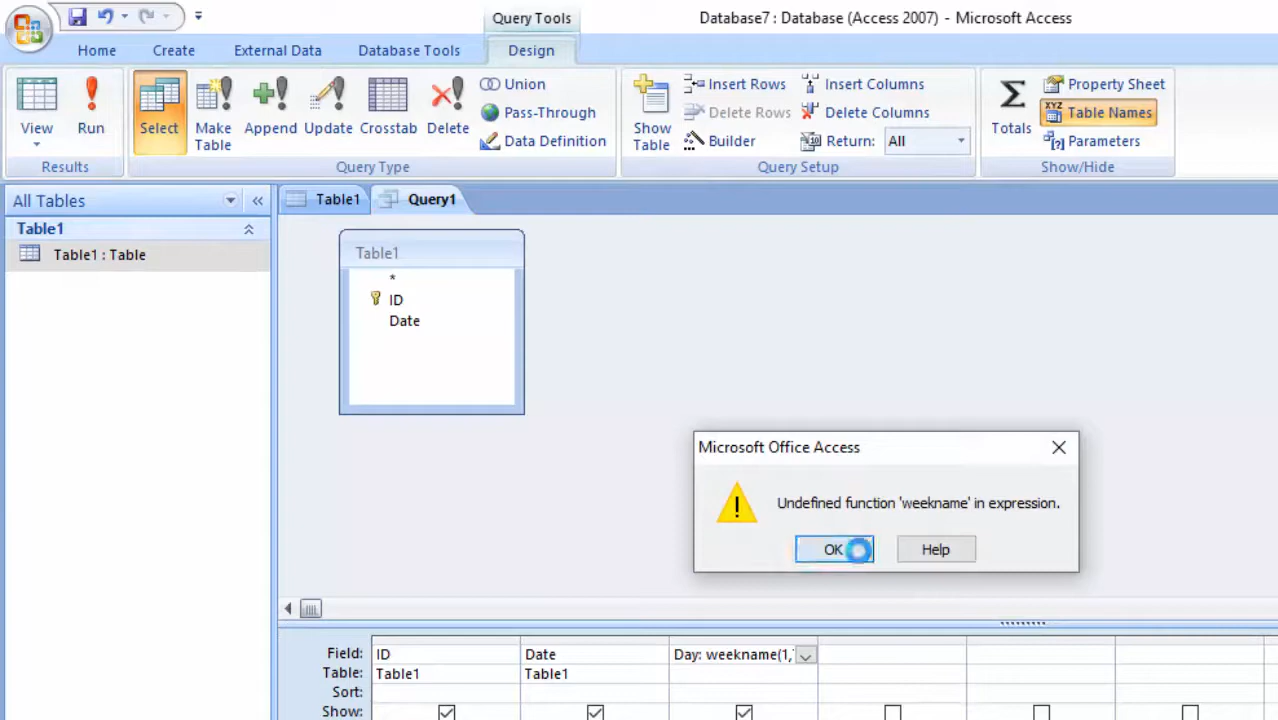 Query Tools
Database7 : Database (Access 2007) - Microsoft Access
Home
Create
External Data
Database Tools
Design
View
Run
Results
Select
Make Table
Append
Update
Crosstab
Delete
Union
Pass-Through
Data Definition
Query Type
Show Table
Insert Rows
Delete Rows
Builder
Insert Columns
Delete Columns
Return: All
Query Setup
Totals
Property Sheet
XYZ Table Names
Parameters
Show/Hide
All Tables
Table1
Table1 : Table
Table1
Query1
Table1
*
ID
Date
Microsoft Office Access
Undefined function 'weekname' in expression.
OK
Help
Field: ID Date Day: weekname(1,
Table: Table1 Table1
Sort:
Show: